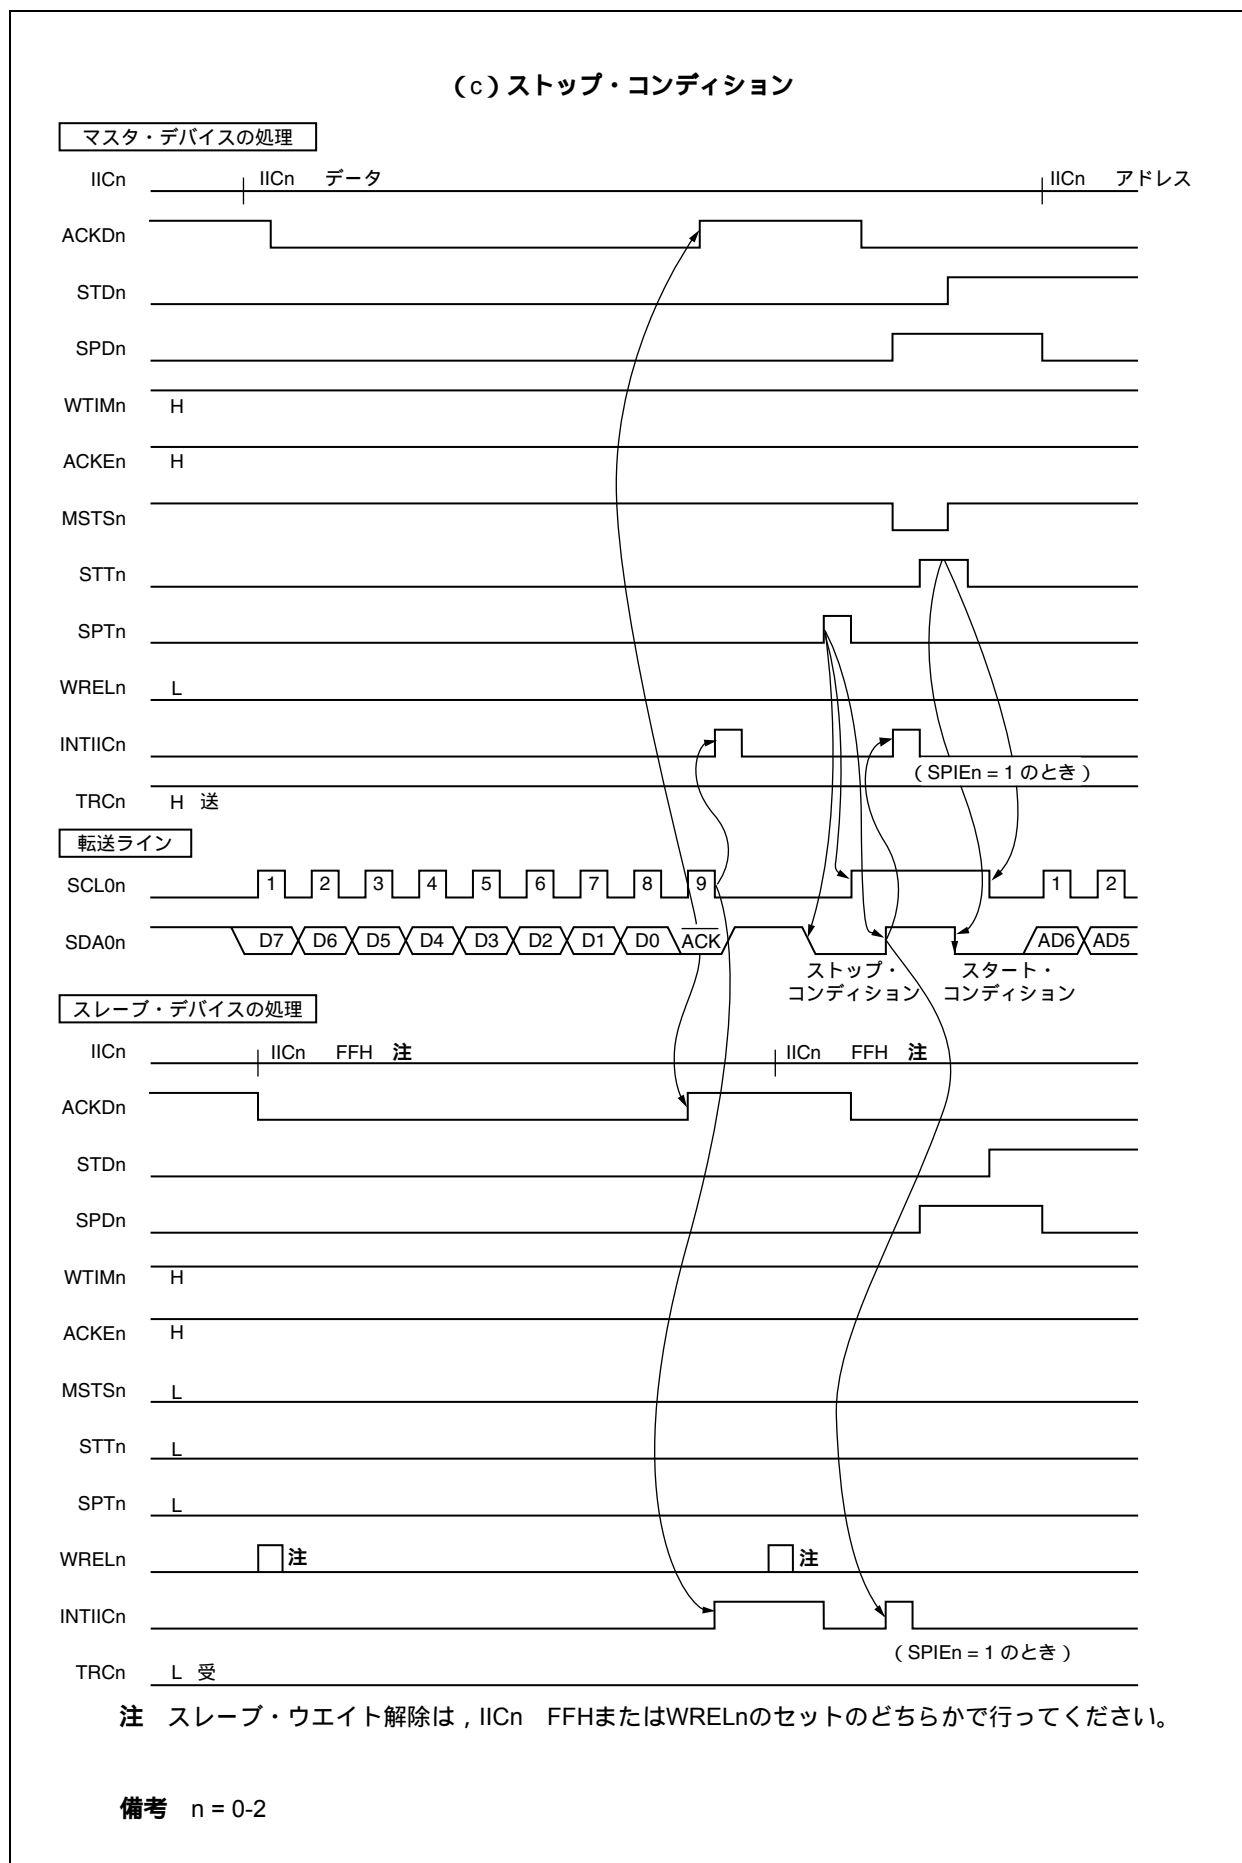 (c) ストップ・コンディション
マスタ・デバイスの処理
IICn IICn データ IICn アドレス
ACKDn
STDn
SPDn
WTIMn H
ACKEn H
MSTSn
STTn
SPTn
WRELn L
INTIICn
(SPIEn = 1 のとき)
TRCn H 送
転送ライン
SCL0n 1 2 3 4 5 6 7 8 9 1 2
SDA0n D7 D6 D5 D4 D3 D2 D1 D0 ACK AD6 AD5
ストップ・ スタート・
コンディション コンディション
スレーブ・デバイスの処理
IICn IICn FFH 注 IICn FFH 注
ACKDn
STDn
SPDn
WTIMn H
ACKEn H
MSTSn L
STTn L
SPTn L
WRELn 注 注
INTIICn
(SPIEn = 1 のとき)
TRCn L 受
注 スレーブ・ウエイト解除は,IICn FFHまたはWRELnのセットのどちらかで行ってください。
備考 n = 0-2